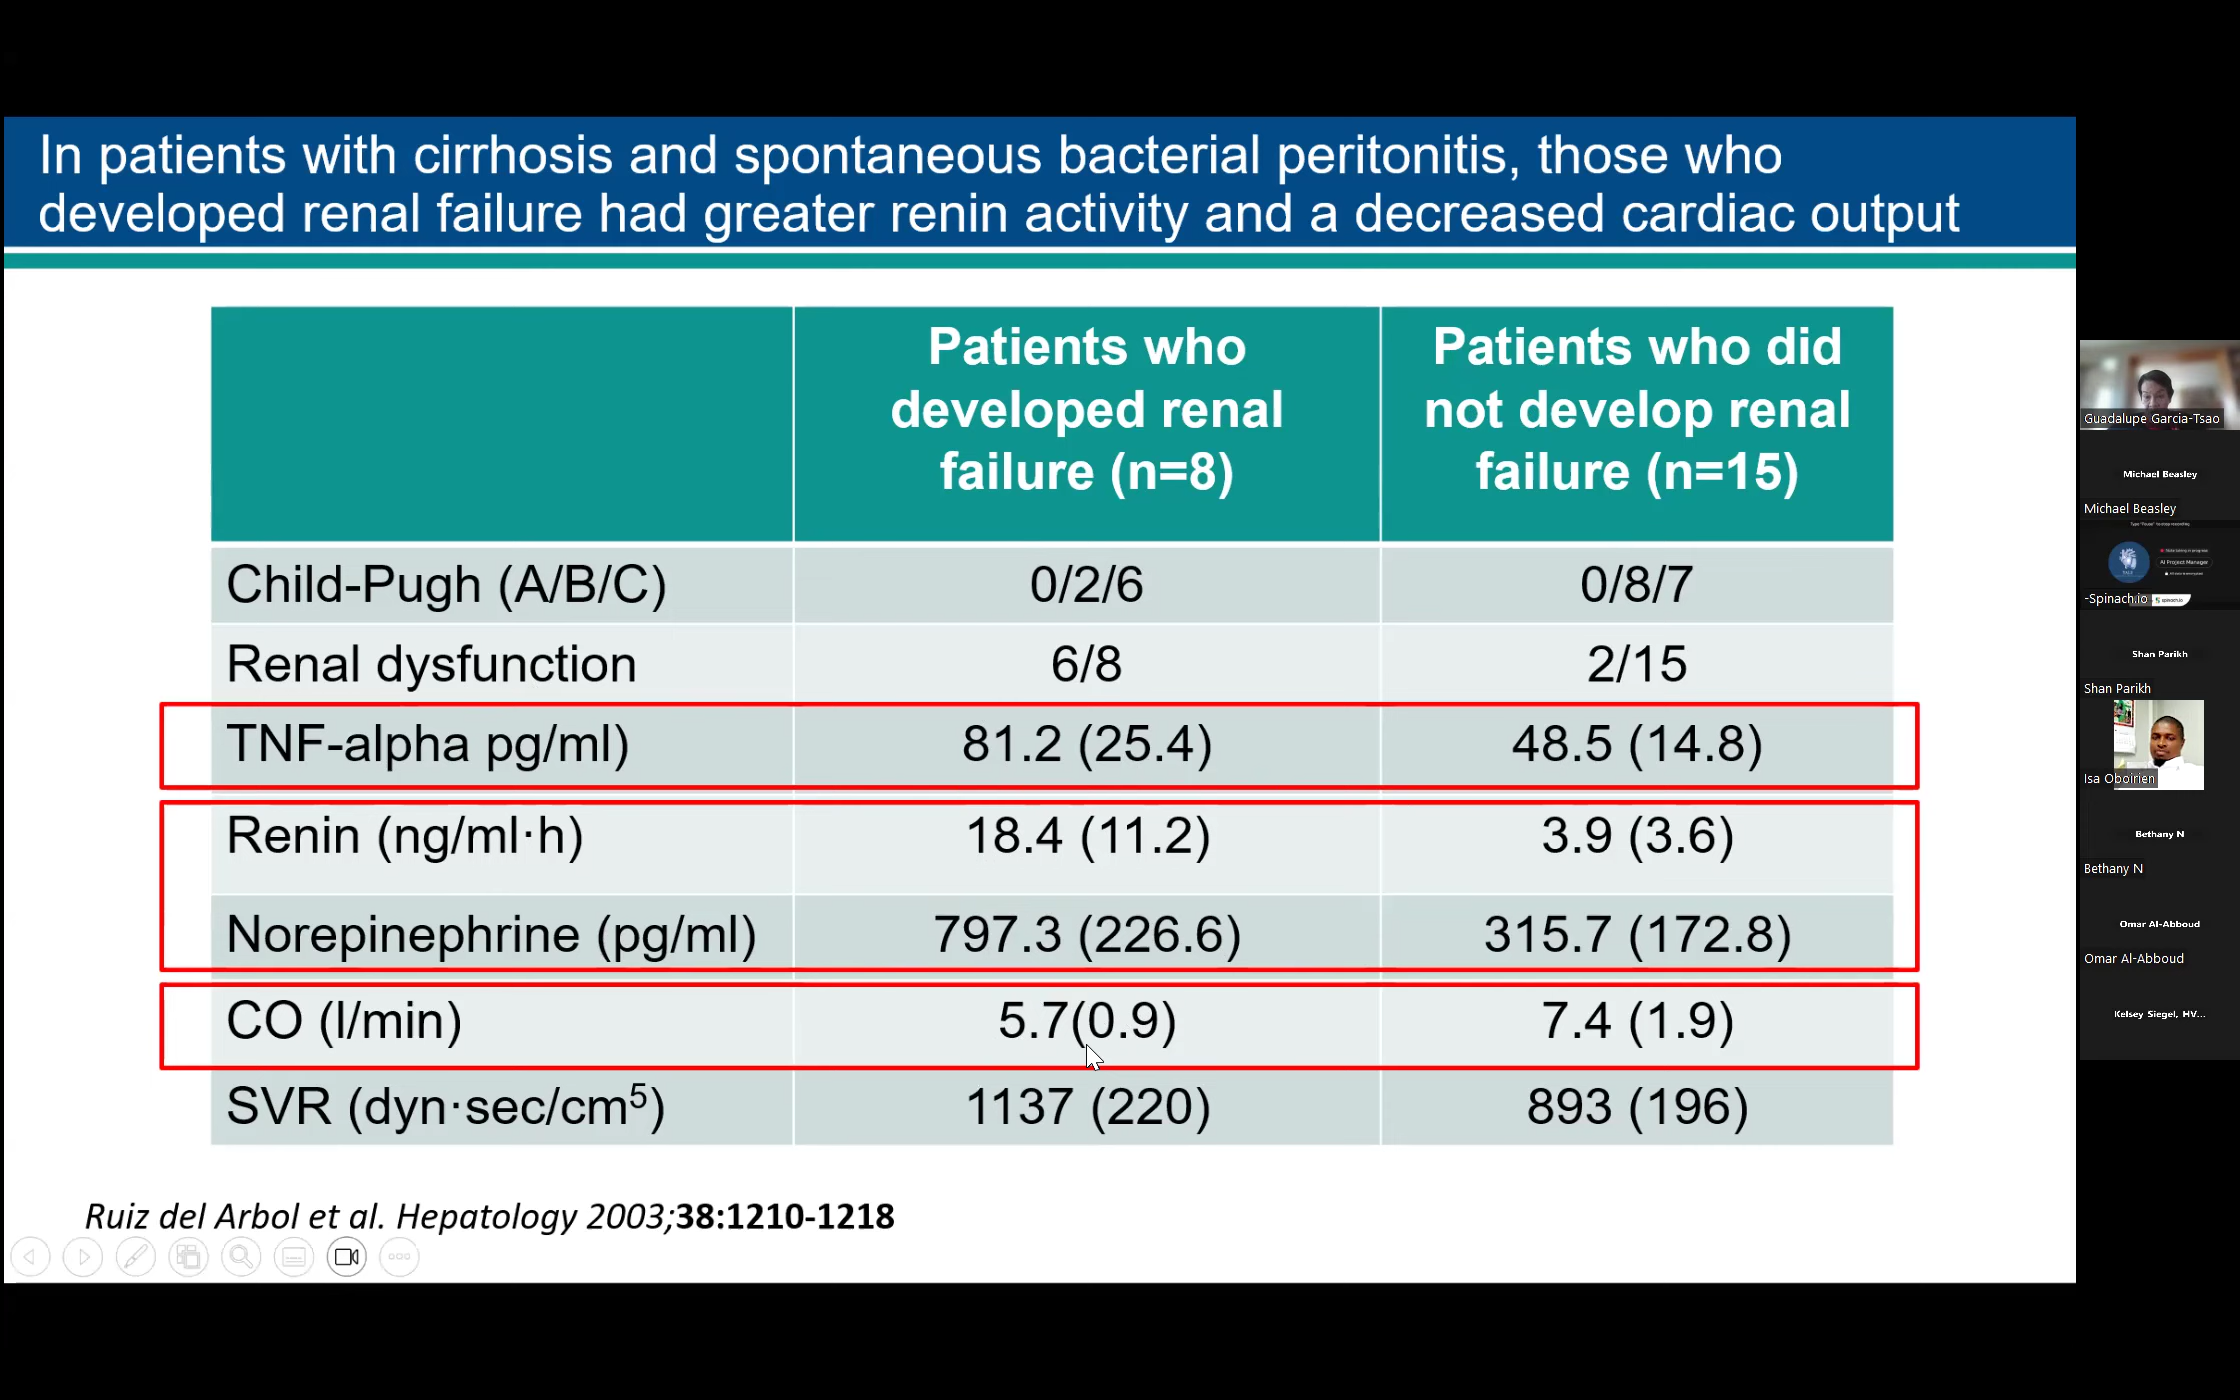 In patients with cirrhosis and spontaneous bacterial peritonitis, those who
developed renal failure had greater renin activity and a decreased cardiac output
Patients who
developed renal
failure (n=8)
Patients who did
not develop renal
failure (n=15)
Child-Pugh (A/B/C) 0/2/6 0/8/7
Renal dysfunction 6/8 2/15
TNF-alpha pg/ml) 81.2 (25.4) 48.5 (14.8)
Renin (ng/ml·h) 18.4 (11.2) 3.9 (3.6)
Norepinephrine (pg/ml) 797.3 (226.6) 315.7 (172.8)
CO (l/min) 5.7(0.9) 7.4 (1.9)
SVR (dyn·sec/cm⁵) 1137 (220) 893 (196)
Ruiz del Arbol et al. Hepatology 2003;38:1210-1218
Guadalupe Garcia-Tsao
Michael Beasley
Michael Beasley
AI Project Manager
-Spinach.io
spinach.io
Shan Parikh
Shan Parikh
Isa Oboirien
Bethany N
Bethany N
Omar Al-Abboud
Omar Al-Abboud
Kelsey Siegel, HV...